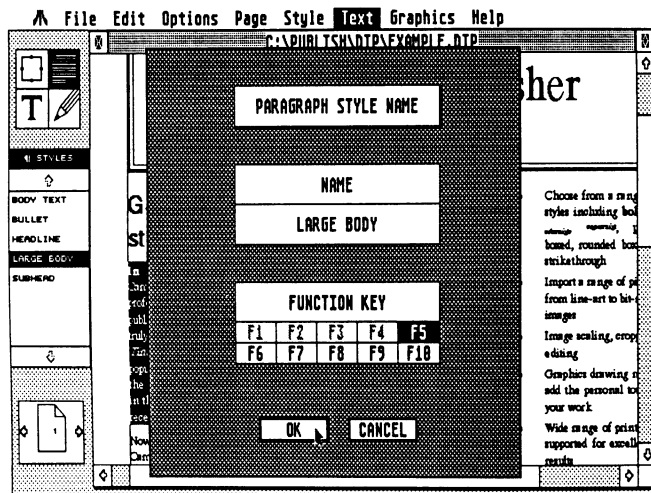 File Edit Options Page Style Text Graphics Help
C:\PUBLISH\DTP\EXAMPLE.DTP
sher
T
¶ STYLES
BODY TEXT
BULLET
HEADLINE
LARGE BODY
SUBHEAD
1
G
st
In
Now
PARAGRAPH STYLE NAME
NAME
LARGE BODY
FUNCTION KEY
F1 F2 F3 F4 F5
F6 F7 F8 F9 F10
OK CANCEL
Choose from a rang
styles including bol
boxed, rounded box
strikethrough
Import a range of pi
from line-art to bit-
images
Image scaling, crop
editing
Graphics drawing
add the personal to
your work
Wide range of print
supported for excell
results